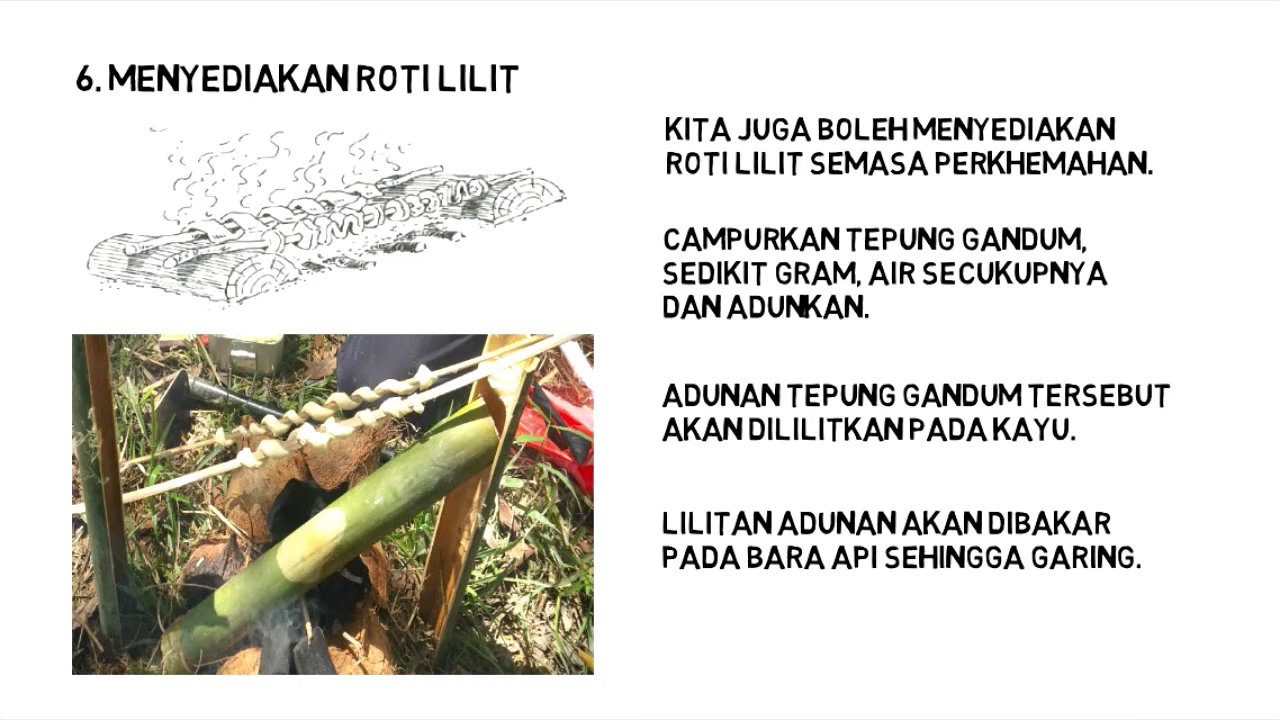 6. MENYEDIAKAN ROTI LILIT
KITA JUGA BOLEH MENYEDIAKAN
ROTI LILIT SEMASA PERKHEMAHAN.
CAMPURKAN TEPUNG GANDUM,
SEDIKIT GRAM, AIR SECUKUPNYA
DAN ADUNKAN.
ADUNAN TEPUNG GANDUM TERSEBUT
AKAN DILILITKAN PADA KAYU.
LILITAN ADUNAN AKAN DIBAKAR
PADA BARA API SEHINGGA GARING.